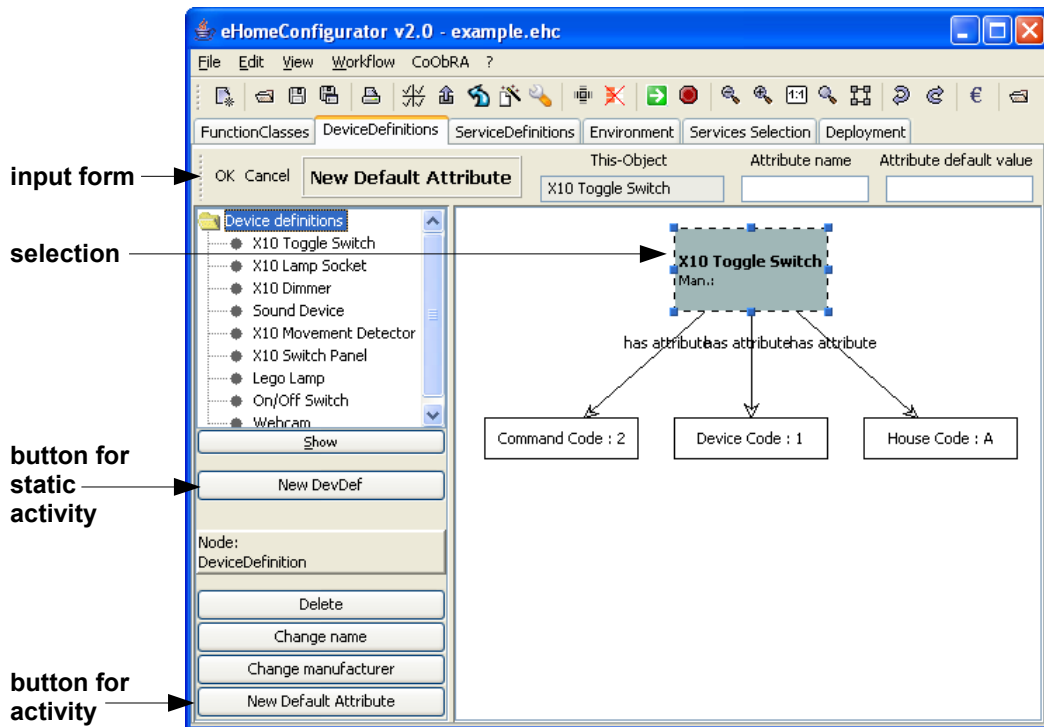 eHomeConfigurator v2.0 - example.ehc
File Edit View Workflow CoObRA ?
1:1 €
FunctionClasses DeviceDefinitions ServiceDefinitions Environment Services Selection Deployment
input form
OK Cancel New Default Attribute
This-Object Attribute name Attribute default value
X10 Toggle Switch
Device definitions
X10 Toggle Switch
X10 Lamp Socket
X10 Dimmer
Sound Device
X10 Movement Detector
X10 Switch Panel
Lego Lamp
On/Off Switch
Webcam
selection
X10 Toggle Switch
Man.:
has attribute has attribute has attribute
Command Code : 2 Device Code : 1 House Code : A
Show
button for
static
activity
New DevDef
Node:
DeviceDefinition
Delete
Change name
Change manufacturer
New Default Attribute
button for
activity